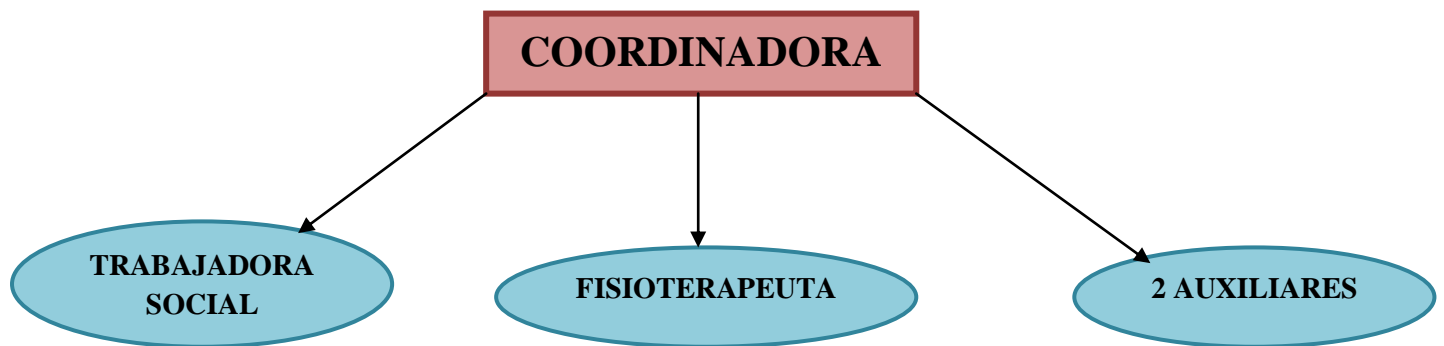 COORDINADORA
TRABAJADORA
SOCIAL
FISIOTERAPEUTA
2 AUXILIARES